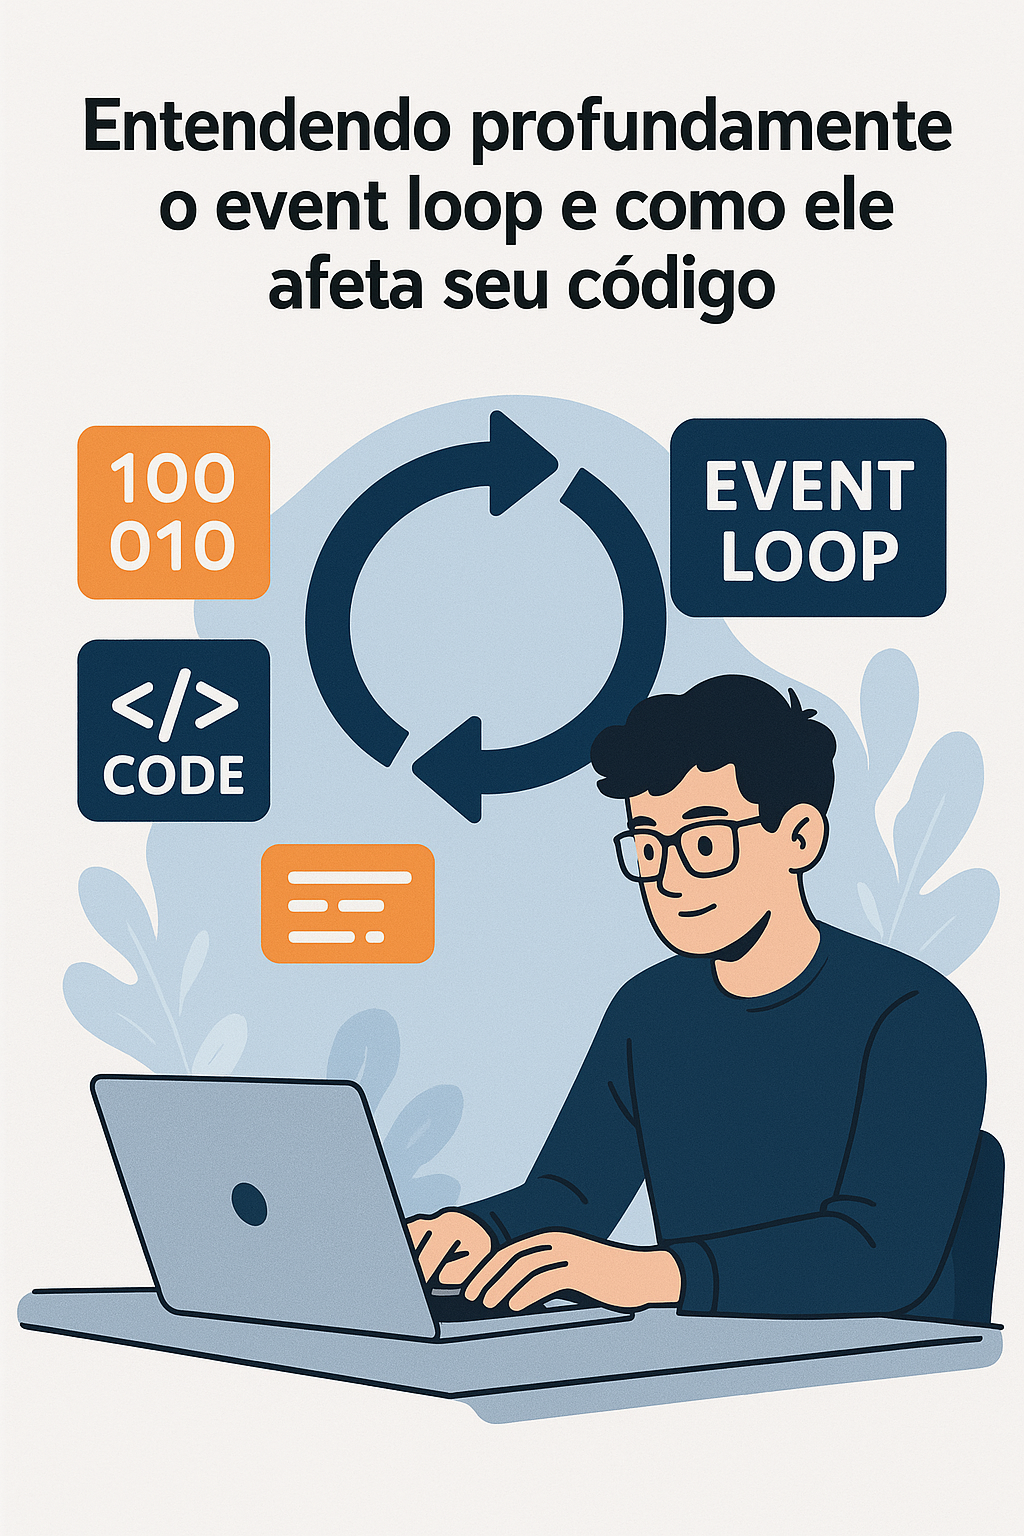 Entendendo profundamente
o event loop e como ele
afeta seu código
100
010
EVENT
LOOP
</>
CODE